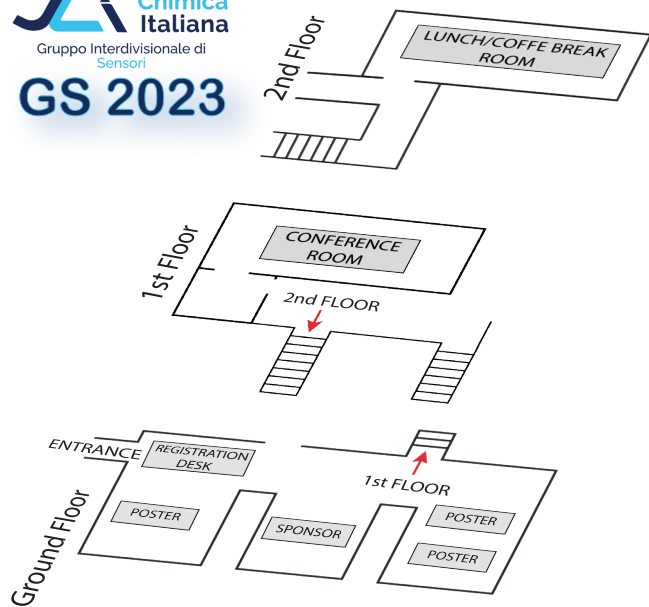 Chimica
Italiana
Gruppo Interdivisionale di
Sensori
GS 2023
2nd Floor
LUNCH/COFFE BREAK
ROOM
1st Floor
CONFERENCE
ROOM
2nd FLOOR
Ground Floor
ENTRANCE
REGISTRATION
DESK
1st FLOOR
POSTER
SPONSOR
POSTER
POSTER